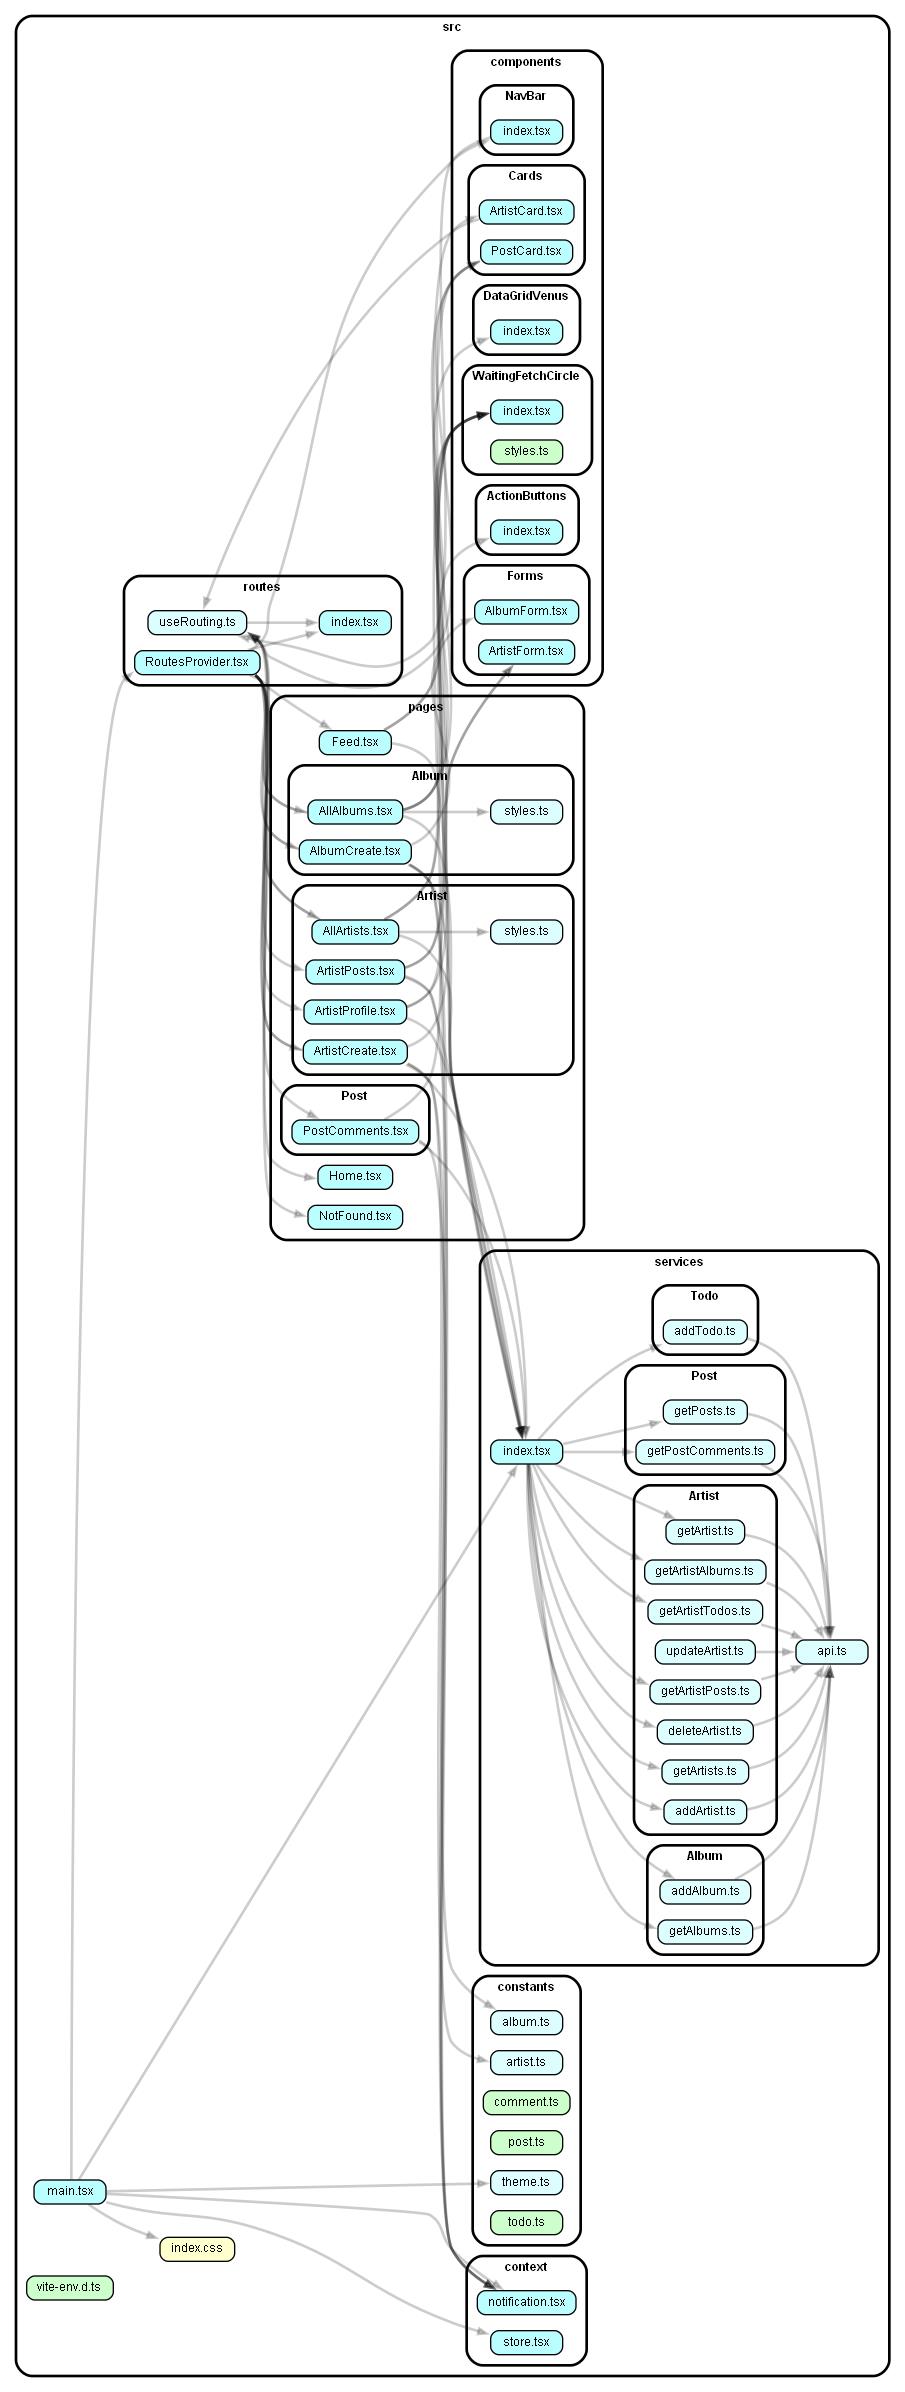 src
components
NavBar
index.tsx
Cards
ArtistCard.tsx
PostCard.tsx
DataGridVenus
index.tsx
WaitingFetchCircle
index.tsx
styles.ts
ActionButtons
index.tsx
Forms
AlbumForm.tsx
ArtistForm.tsx
routes
useRouting.ts
index.tsx
RoutesProvider.tsx
pages
Feed.tsx
Album
AllAlbums.tsx
styles.ts
AlbumCreate.tsx
Artist
AllArtists.tsx
styles.ts
ArtistPosts.tsx
ArtistProfile.tsx
ArtistCreate.tsx
Post
PostComments.tsx
Home.tsx
NotFound.tsx
services
Todo
addTodo.ts
Post
getPosts.ts
index.tsx
getPostComments.ts
Artist
getArtist.ts
getArtistAlbums.ts
getArtistTodos.ts
updateArtist.ts
api.ts
getArtistPosts.ts
deleteArtist.ts
getArtists.ts
addArtist.ts
Album
addAlbum.ts
getAlbums.ts
constants
album.ts
artist.ts
comment.ts
post.ts
theme.ts
todo.ts
main.tsx
index.css
vite-env.d.ts
context
notification.tsx
store.tsx